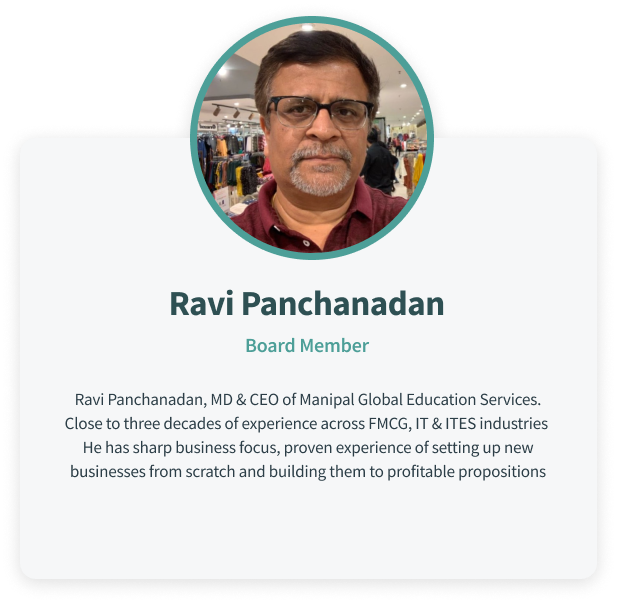 Ravi Panchanadan
Board Member
Ravi Panchanadan, MD & CEO of Manipal Global Education Services.
Close to three decades of experience across FMCG, IT & ITES industries
He has sharp business focus, proven experience of setting up new
businesses from scratch and building them to profitable propositions